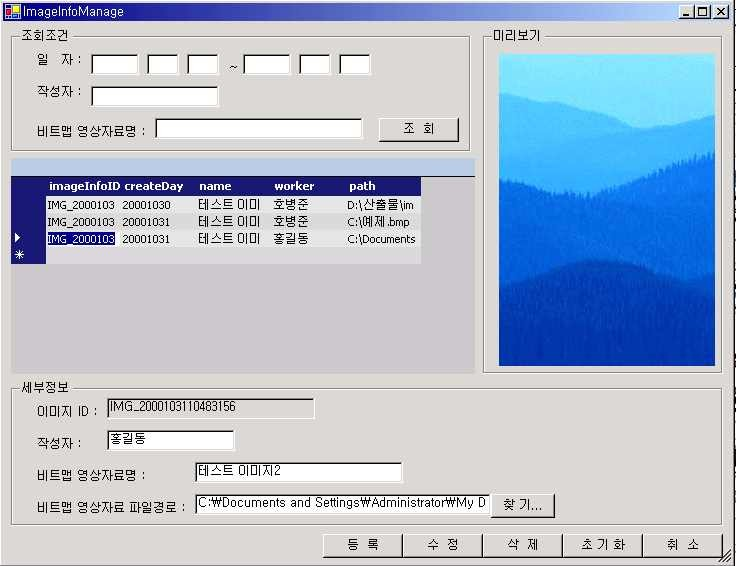 ImageInfoManage
조회조건
일 자 :
~
작성자 :
비트맵 영상자료명 :
조 회
미리보기
imageInfoID createDay name worker path
IMG_2000103 20001030 테스트 이미 호병준 D:\산출물\im
IMG_2000103 20001031 테스트 이미 호병준 C:\예제.bmp
IMG_2000103 20001031 테스트 이미 홍길동 C:\Documents
세부정보
이미지 ID : IMG_2000103110483156
작성자 : 홍길동
비트맵 영상자료명 : 테스트 이미지2
비트맵 영상자료 파일경로 : C:₩Documents and Settings₩Administrator₩My D 찾 기...
등 록 수 정 삭 제 초 기 화 취 소